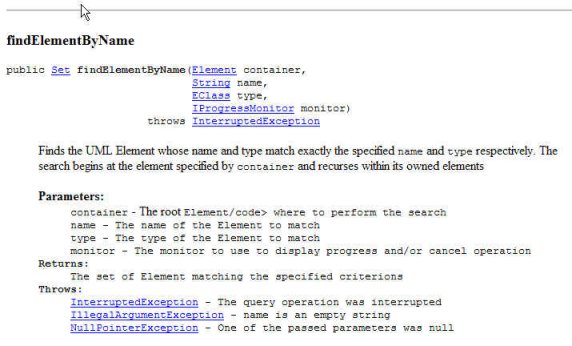 findElementByName
public Set findElementByName(Element container,
String name,
EClass type,
IProgressMonitor monitor)
throws InterruptedException
Finds the UML Element whose name and type match exactly the specified name and type respectively. The
search begins at the element specified by container and recurses within its owned elements
Parameters:
container - The root Element/code> where to perform the search
name - The name of the Element to match
type - The type of the Element to match
monitor - The monitor to use to display progress and/or cancel operation
Returns:
The set of Element matching the specified criterions
Throws:
InterruptedException - The query operation was interrupted
IllegalArgumentException - name is an empty string
NullPointerException - One of the passed parameters was null